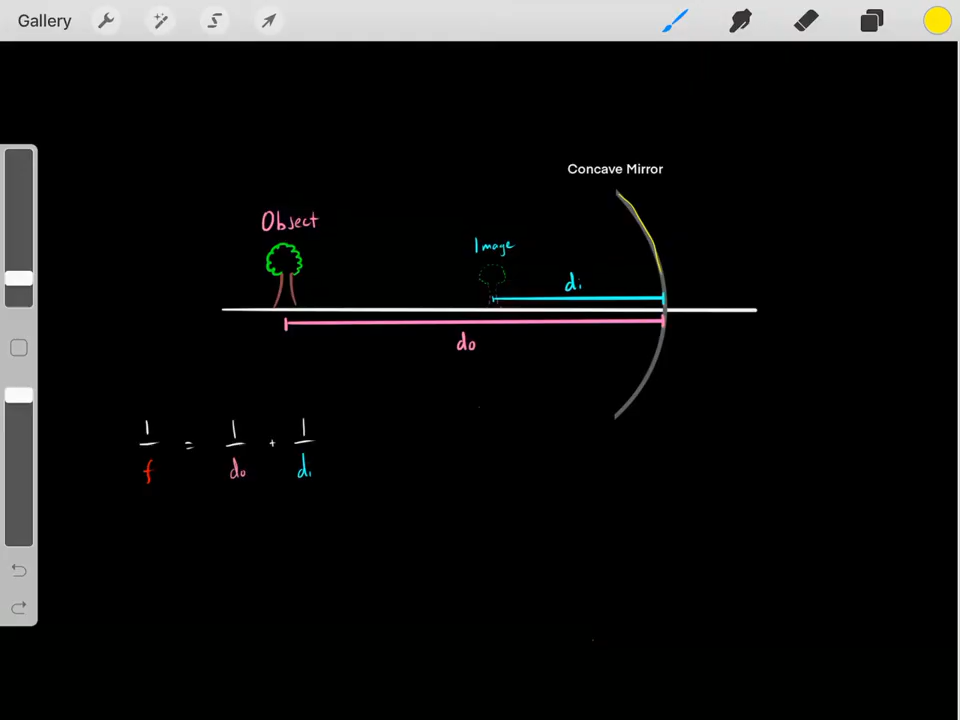 Gallery
Concave Mirror
Object
Image
di
do
1/f = 1/do + 1/di